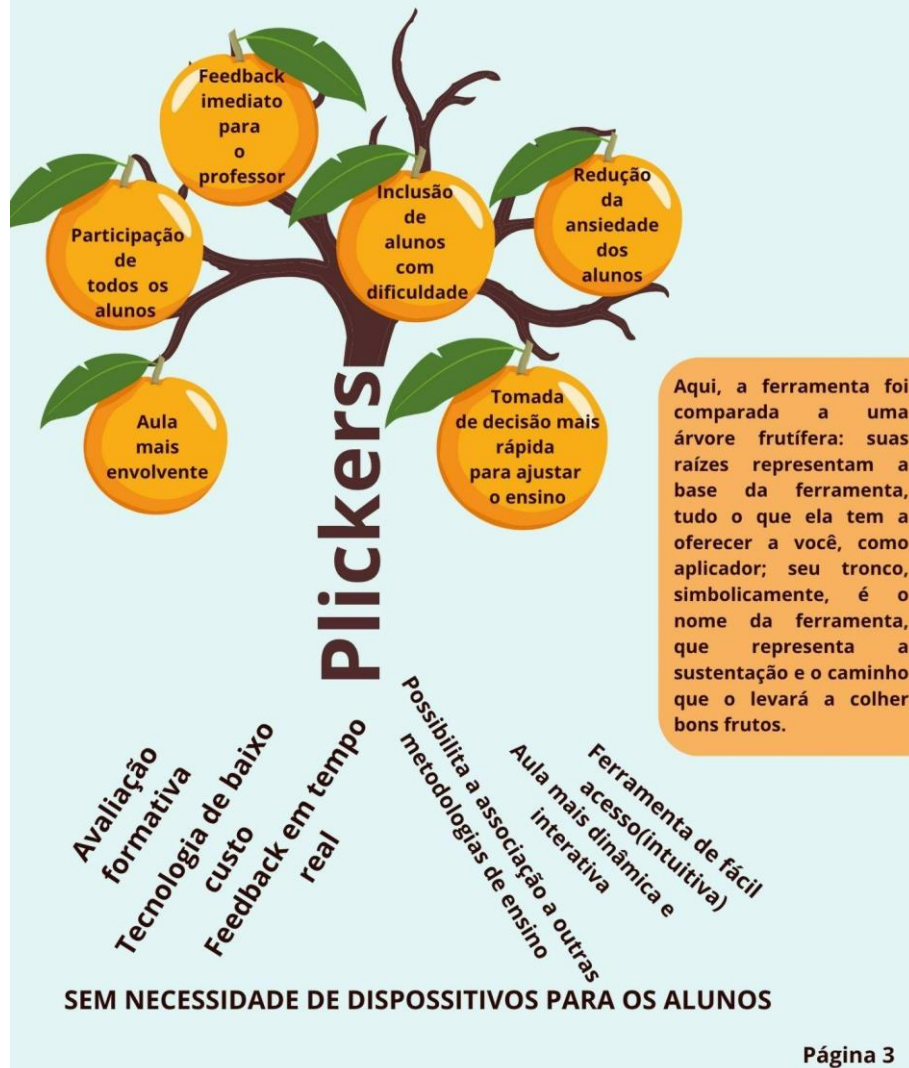 Feedback
imediato
para
o
professor
Inclusão
de
alunos
com
dificuldade
Redução
da
ansiedade
dos
alunos
Participação
de
todos os
alunos
Aula
mais
envolvente
Tomada
de decisão mais
rápida
para ajustar
o ensino
Plickers
Aqui, a ferramenta foi
comparada a uma
árvore frutífera: suas
raízes representam a
base da ferramenta,
tudo o que ela tem a
oferecer a você, como
aplicador; seu tronco,
simbolicamente, é o
nome da ferramenta,
que representa a
sustentação e o caminho
que o levará a colher
bons frutos.
Avaliação
formativa
Tecnologia de baixo
custo
Feedback em tempo
real
Possibilita a associação a outras
metodologias de ensino
Aula mais dinâmica e
interativa
Ferramenta de fácil
acesso(intuitiva)
SEM NECESSIDADE DE DISPOSSITIVOS PARA OS ALUNOS
Página 3